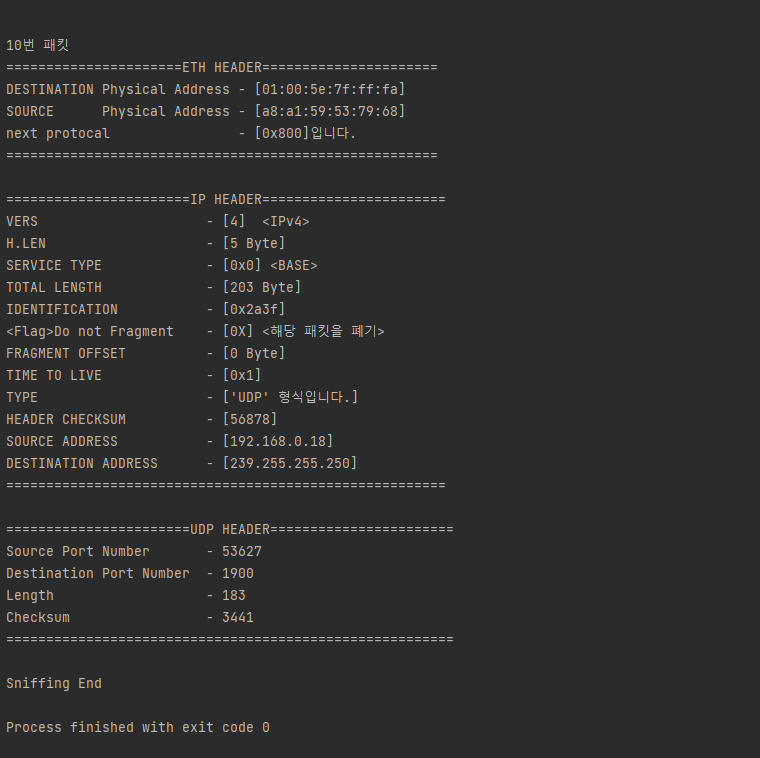 10번 패킷
======================ETH HEADER======================
DESTINATION Physical Address - [01:00:5e:7f:ff:fa]
SOURCE      Physical Address - [a8:a1:59:53:79:68]
next protocal                - [0x800]입니다.
======================================================
=======================IP HEADER=======================
VERS                     - [4]  <IPv4>
H.LEN                    - [5 Byte]
SERVICE TYPE             - [0x0] <BASE>
TOTAL LENGTH             - [203 Byte]
IDENTIFICATION           - [0x2a3f]
<Flag>Do not Fragment    - [0X] <해당 패킷을 폐기>
FRAGMENT OFFSET          - [0 Byte]
TIME TO LIVE             - [0x1]
TYPE                     - ['UDP' 형식입니다.]
HEADER CHECKSUM          - [56878]
SOURCE ADDRESS           - [192.168.0.18]
DESTINATION ADDRESS      - [239.255.255.250]
=======================================================
=======================UDP HEADER=======================
Source Port Number       - 53627
Destination Port Number  - 1900
Length                   - 183
Checksum                 - 3441
========================================================
Sniffing End
Process finished with exit code 0